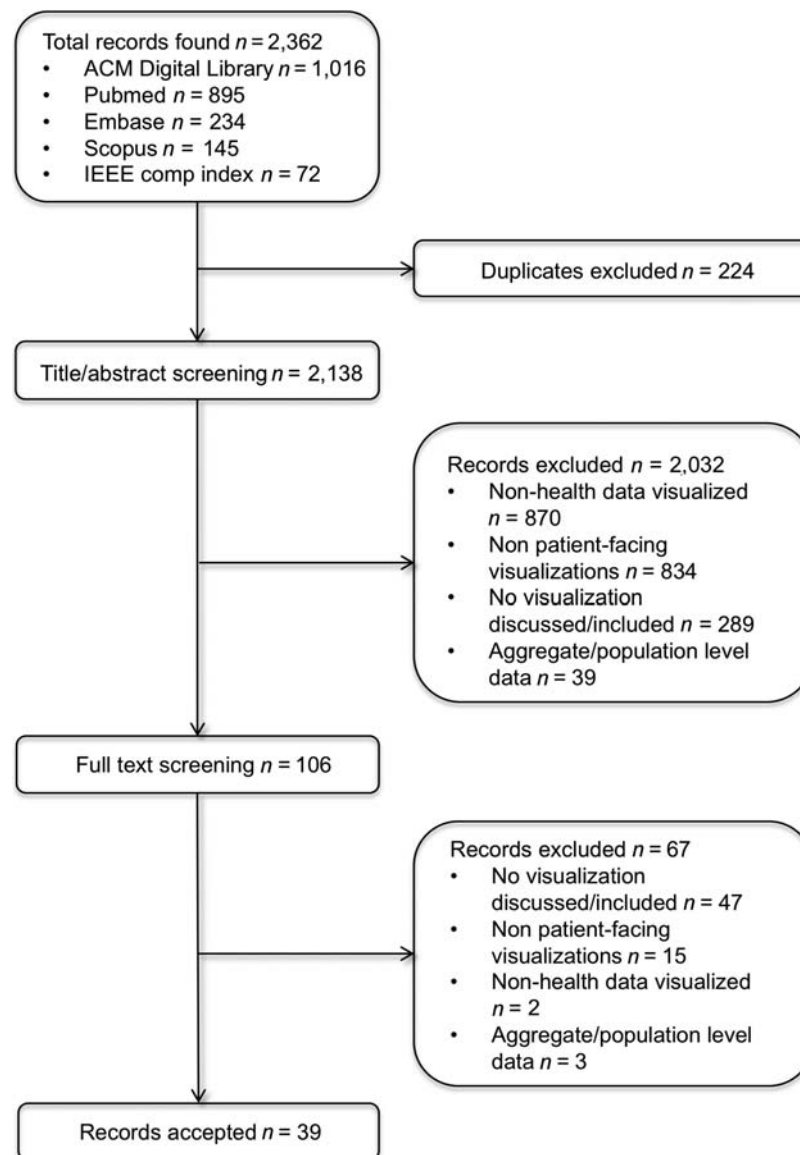 Total records found n = 2,362
• ACM Digital Library n = 1,016
• Pubmed n = 895
• Embase n = 234
• Scopus n = 145
• IEEE comp index n = 72
Duplicates excluded n = 224
Title/abstract screening n = 2,138
Records excluded n = 2,032
• Non-health data visualized
n = 870
• Non patient-facing
visualizations n = 834
• No visualization
discussed/included n = 289
• Aggregate/population level
data n = 39
Full text screening n = 106
Records excluded n = 67
• No visualization
discussed/included n = 47
• Non patient-facing
visualizations n = 15
• Non-health data visualized
n = 2
• Aggregate/population level
data n = 3
Records accepted n = 39